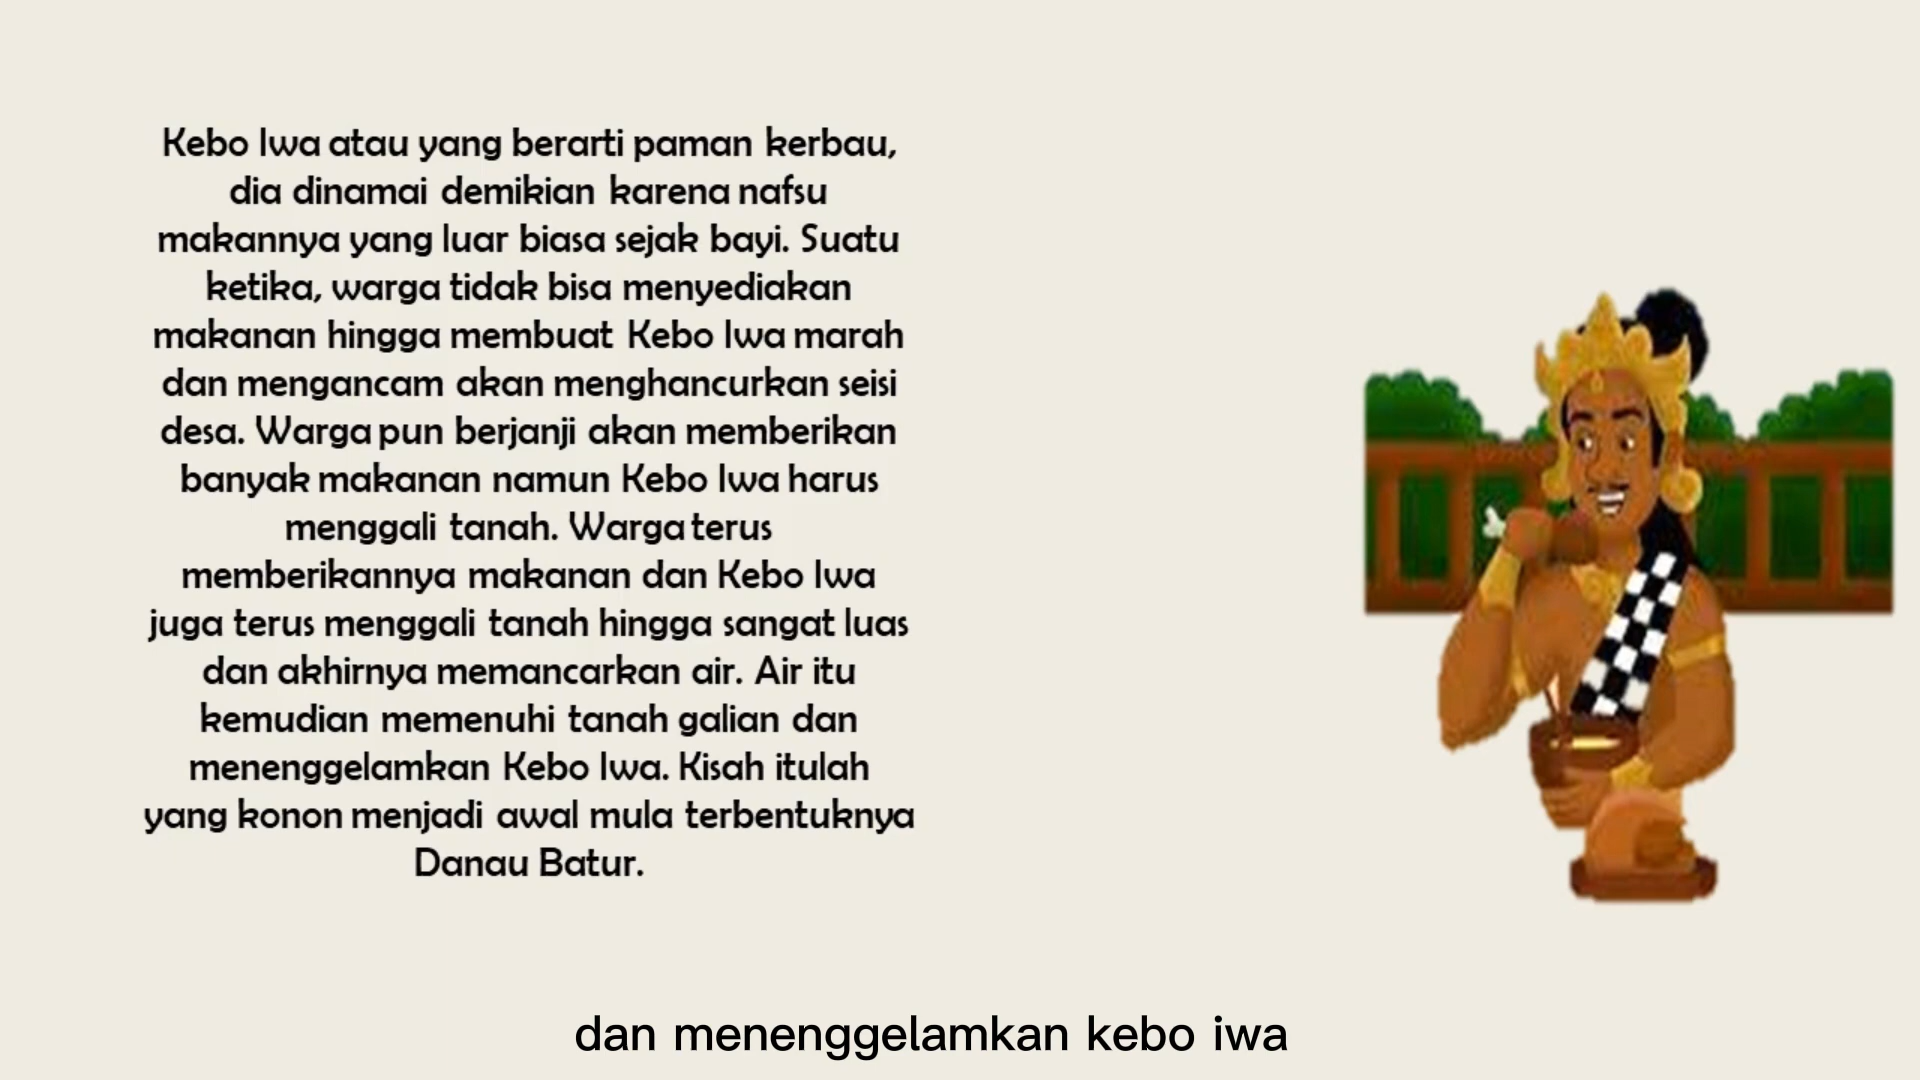 Kebo Iwa atau yang berarti paman kerbau,
dia dinamai demikian karena nafsu
makannya yang luar biasa sejak bayi. Suatu
ketika, warga tidak bisa menyediakan
makanan hingga membuat Kebo Iwa marah
dan mengancam akan menghancurkan seisi
desa. Warga pun berjanji akan memberikan
banyak makanan namun Kebo Iwa harus
menggali tanah. Warga terus
memberikannya makanan dan Kebo Iwa
juga terus menggali tanah hingga sangat luas
dan akhirnya memancarkan air. Air itu
kemudian memenuhi tanah galian dan
menenggelamkan Kebo Iwa. Kisah itulah
yang konon menjadi awal mula terbentuknya
Danau Batur.
dan menenggelamkan kebo iwa